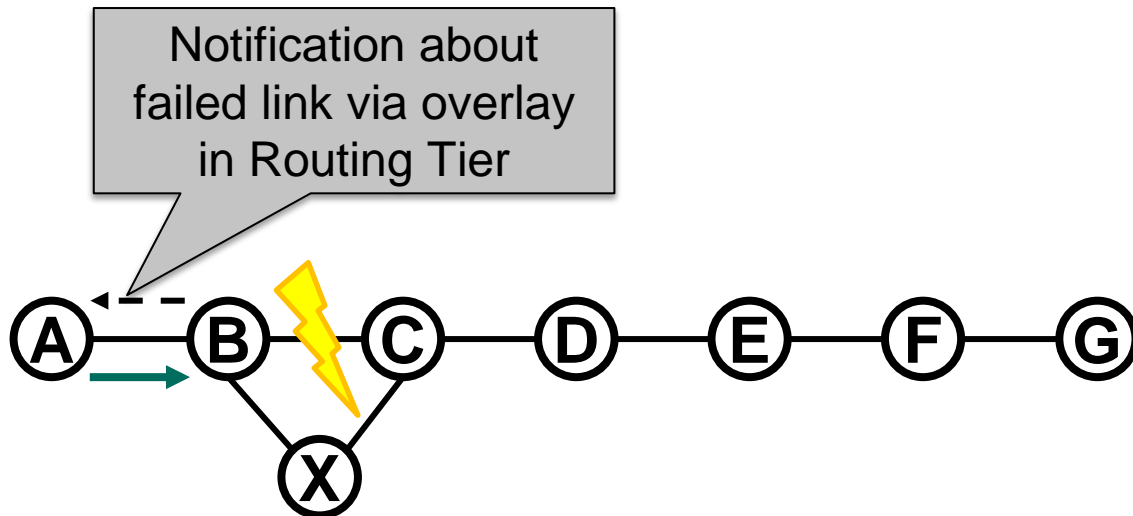 Notification about
failed link via overlay
in Routing Tier
A B C D E F G
X